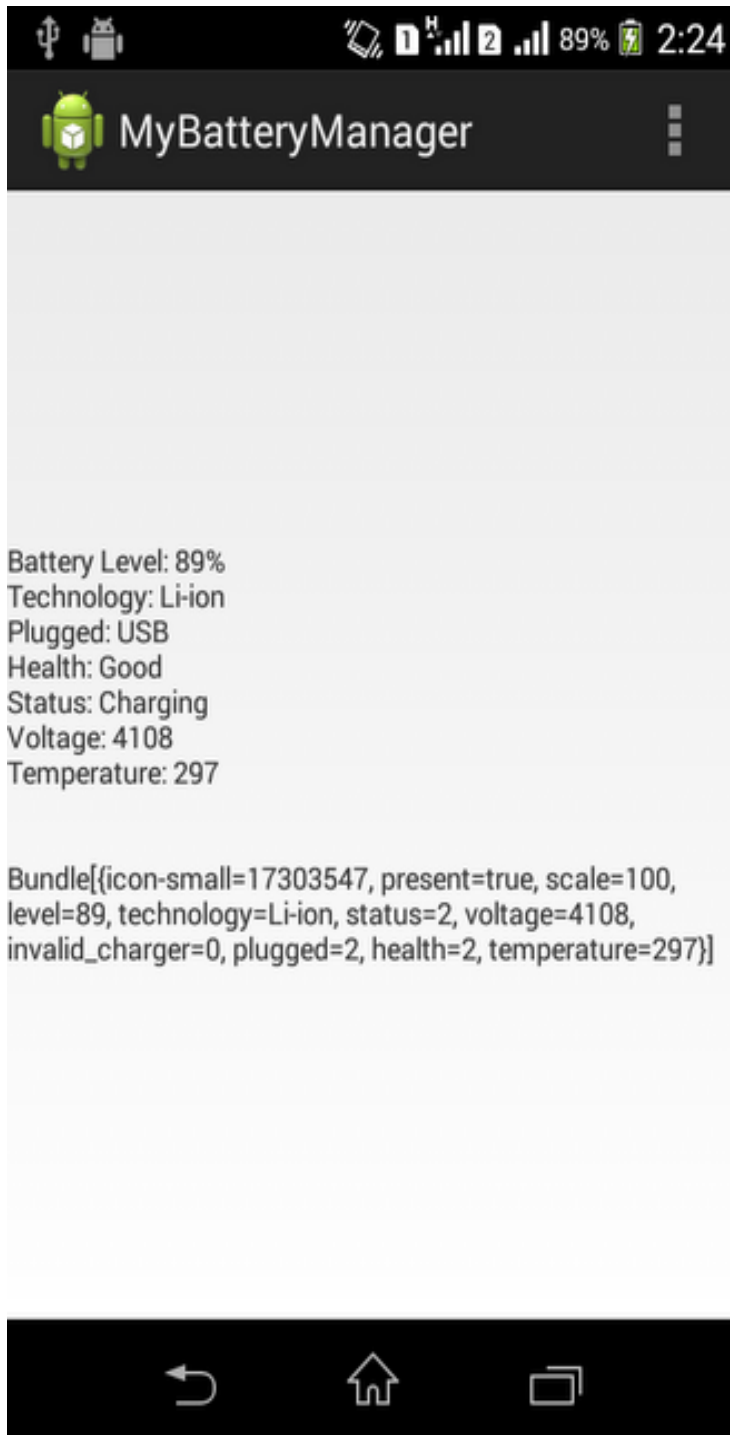 1 H 2 89% 2:24
MyBatteryManager
Battery Level: 89%
Technology: Li-ion
Plugged: USB
Health: Good
Status: Charging
Voltage: 4108
Temperature: 297
Bundle[{icon-small=17303547, present=true, scale=100,
level=89, technology=Li-ion, status=2, voltage=4108,
invalid_charger=0, plugged=2, health=2, temperature=297}]